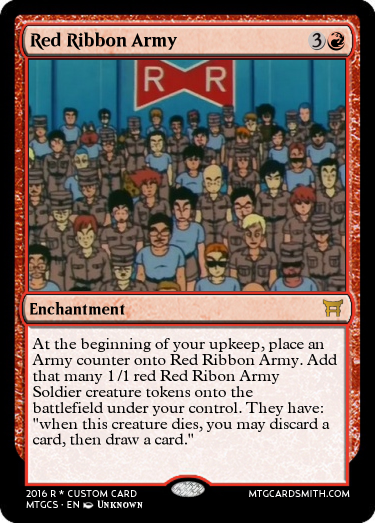 Red Ribbon Army 3
R R
Enchantment
At the beginning of your upkeep, place an
Army counter onto Red Ribbon Army. Add
that many 1/1 red Red Ribon Army
Soldier creature tokens onto the
battlefield under your control. They have:
"when this creature dies, you may discard a
card, then draw a card."
2016 R * CUSTOM CARD
MTGCS - EN Unknown
MTGCARDSMITH.COM